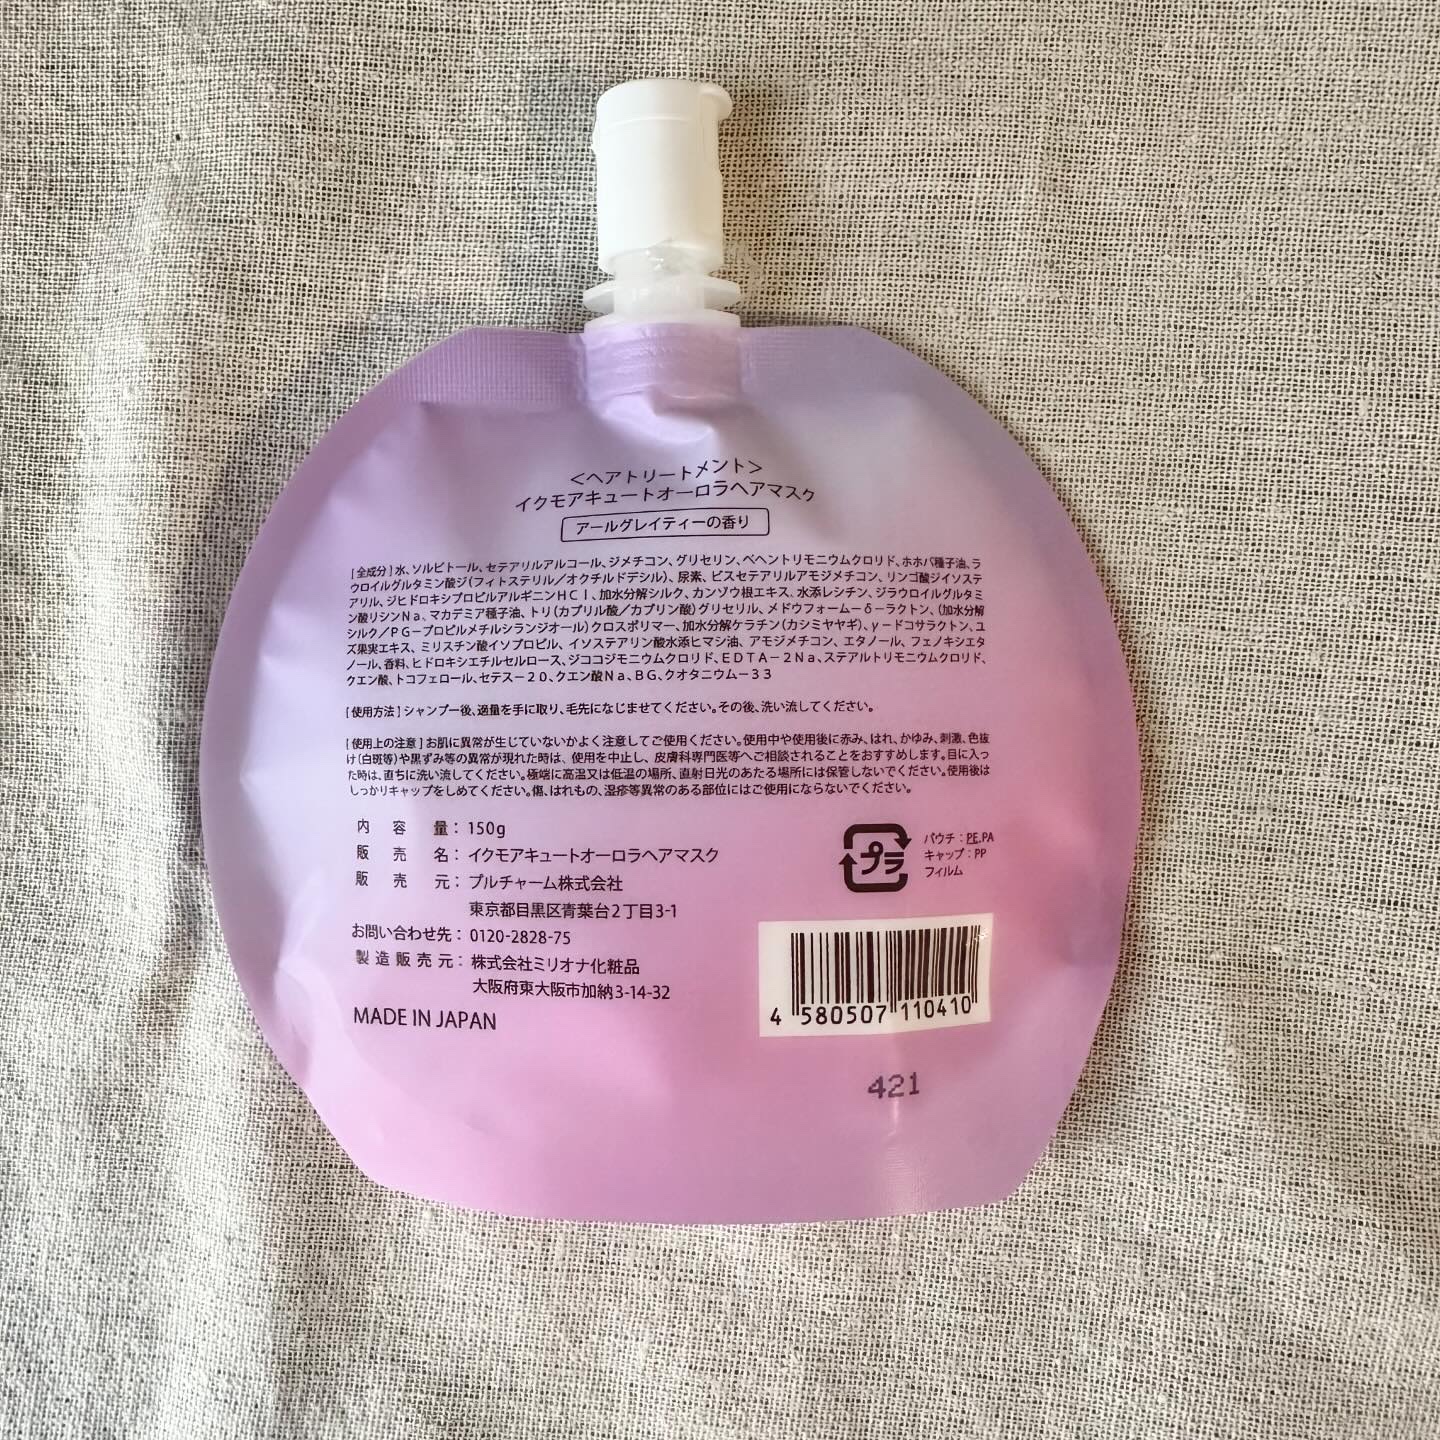 <ヘアトリートメント>
イクモアキュートオーロラヘアマスク
アールグレイティーの香り
[全成分]水、ソルビトール、セテアリルアルコール、ジメチコン、グリセリン、ベヘントリモニウムクロリド、ホホバ種子油、ラ
ウロイルグルタミン酸ジ(フィトステリル/オクチルドデシル)、尿素、ビスセテアリルアモジメチコン、リンゴ酸ジイソステ
アリル、ジヒドロキシプロピルアルギニンHCl、加水分解シルク、カンゾウ根エキス、水添レシチン、ジラウロイルグルタミ
ン酸リシンNa、マカデミア種子油、トリ(カプリル酸/カプリン酸)グリセリル、メドウフォーム-δ-ラクトン、(加水分解
シルク/PG-プロピルメチルシランジオール)クロスポリマー、加水分解ケラチン(カシミヤヤギ)、γ-ドコサラクトン、ユ
ズ果実エキス、ミリスチン酸イソプロピル、イソステアリン酸水添ヒマシ油、アモジメチコン、エタノール、フェノキシエタ
ノール、香料、ヒドロキシエチルセルロース、ジココジモニウムクロリド、EDTA-2Na、ステアルトリモニウムクロリド、
クエン酸、トコフェロール、セテス-20、クエン酸Na、BG、クオタニウム-33
[使用方法]シャンプー後、適量を手に取り、毛先になじませてください。その後、洗い流してください。
[使用上の注意]お肌に異常が生じていないかよく注意してご使用ください。使用中や使用後に赤み、はれ、かゆみ、刺激、色抜
け(白斑等)や黒ずみ等の異常が現れた時は、使用を中止し、皮膚科専門医等へご相談されることをおすすめします。目に入っ
た時は、直ちに洗い流してください。極端に高温又は低温の場所、直射日光のあたる場所には保管しないでください。使用後は
しっかりキャップをしめてください。傷、はれもの、湿疹等異常のある部位にはご使用にならないでください。
内容量:150g
販売名:イクモアキュートオーロラヘアマスク
販売元:プルチャーム株式会社
東京都目黒区青葉台2丁目3-1
お問い合わせ先:0120-2828-75
製造販売元:株式会社ミリオナ化粧品
大阪府東大阪市加納3-14-32
MADE IN JAPAN
プラ
パウチ:PE,PA
キャップ:PP
フィルム
4 580507 110410
421